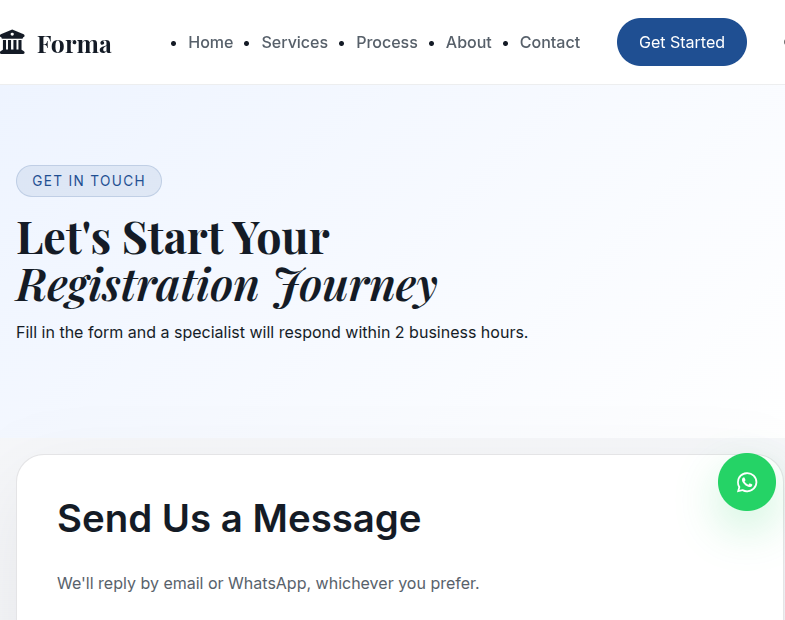 Forma
Home
Services
Process
About
Contact
Get Started
GET IN TOUCH
Let's Start Your
Registration Journey
Fill in the form and a specialist will respond within 2 business hours.
Send Us a Message
We'll reply by email or WhatsApp, whichever you prefer.